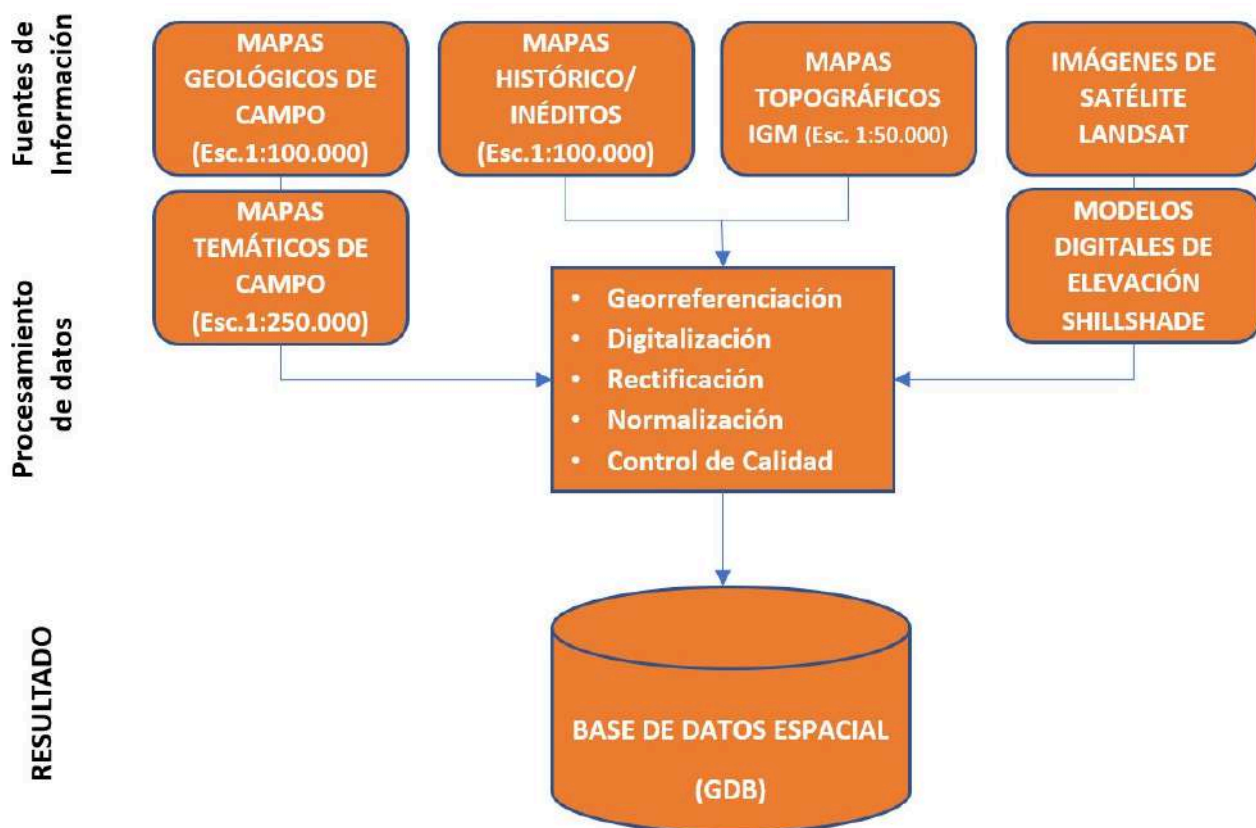 Fuentes de
Información
MAPAS
GEOLÓGICOS DE
CAMPO
(Esc.1:100.000)
MAPAS
HISTÓRICO/
INÉDITOS
(Esc.1:100.000)
MAPAS
TOPOGRÁFICOS
IGM (Esc. 1:50.000)
IMÁGENES DE
SATÉLITE
LANDSAT
MAPAS
TEMÁTICOS DE
CAMPO
(Esc.1:250.000)
MODELOS
DIGITALES DE
ELEVACIÓN
SHILLSHADE
Procesamiento
de datos
• Georreferenciación
• Digitalización
• Rectificación
• Normalización
• Control de Calidad
RESULTADO
BASE DE DATOS ESPACIAL
(GDB)